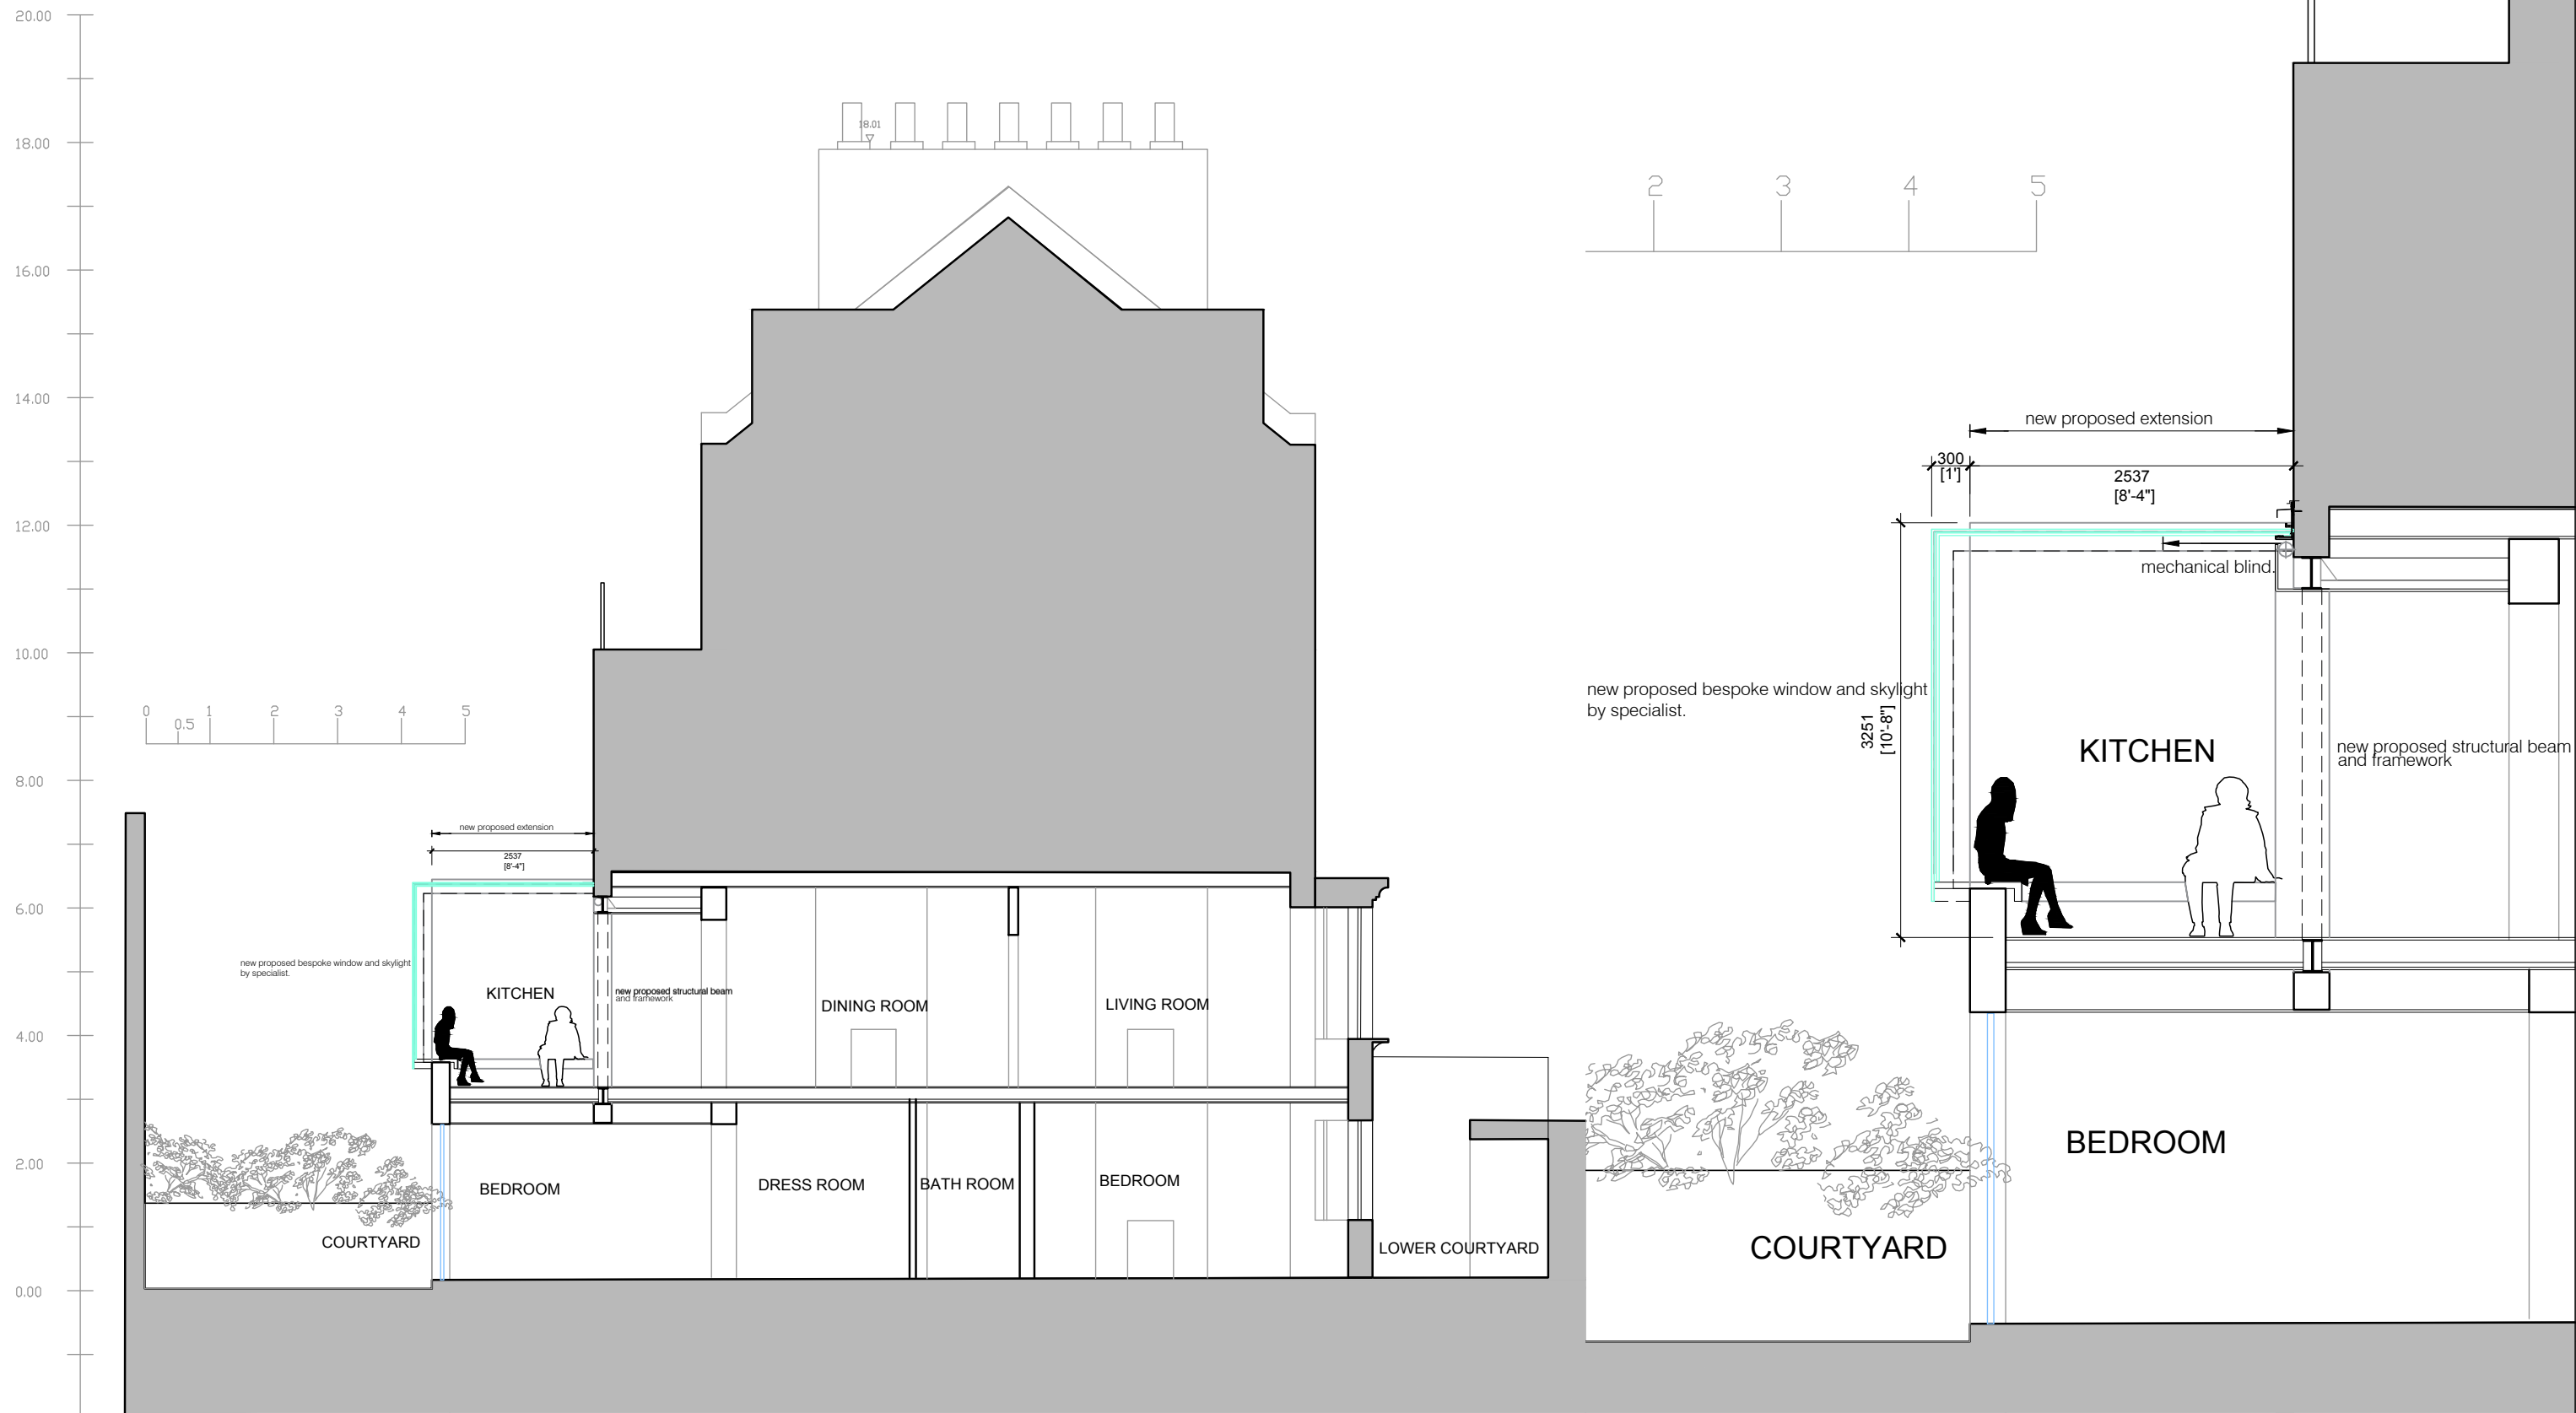 20.00
18.00
16.00
14.00
12.00
10.00
8.00
6.00
4.00
2.00
0.00
18.01
0
0.5
1
2
3
4
5
new proposed extension
2537
[8'-4"]
new proposed bespoke window and skylight
by specialist.
KITCHEN
new proposed structural beam
and framework
DINING ROOM
LIVING ROOM
BEDROOM
DRESS ROOM
BATH ROOM
BEDROOM
COURTYARD
LOWER COURTYARD
2
3
4
5
new proposed extension
300
[1']
2537
[8'-4"]
mechanical blind.
new proposed bespoke window and skylight
by specialist.
3251
[10'-8"]
KITCHEN
new proposed structural beam
and framework
BEDROOM
COURTYARD